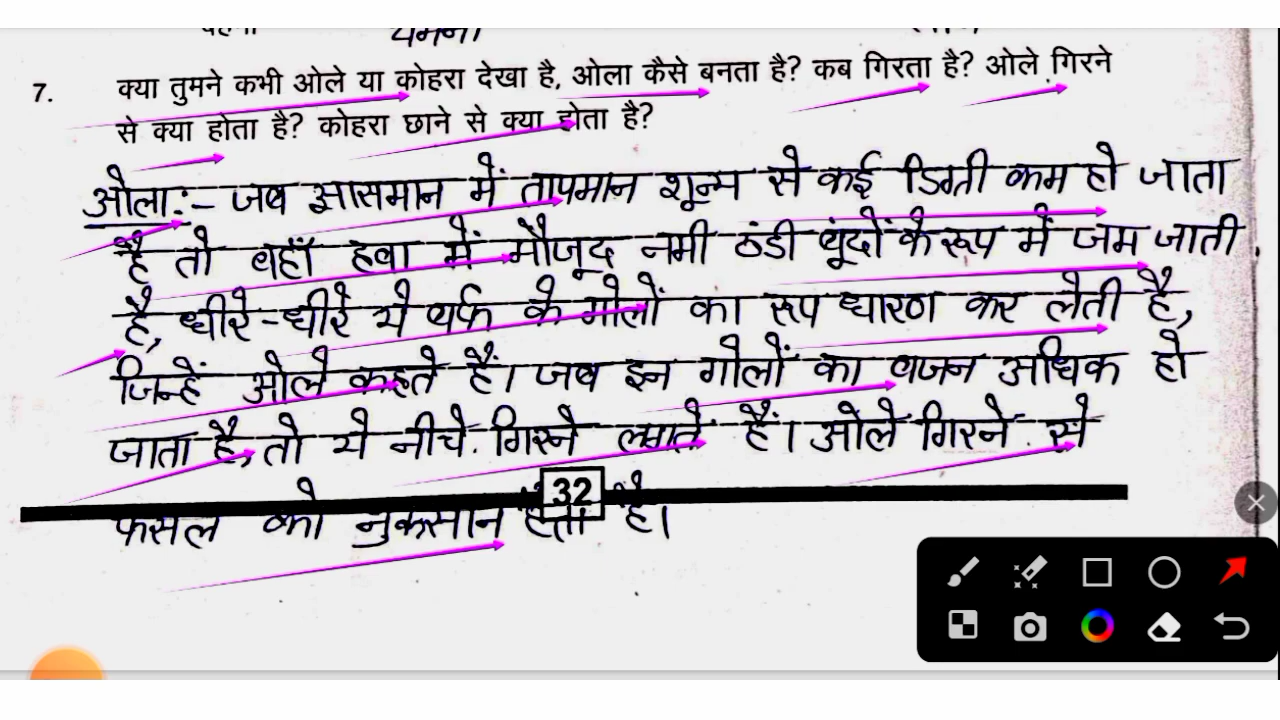 7. क्या तुमने कभी ओले या कोहरा देखा है, ओला कैसे बनता है? कब गिरता है? ओले गिरने
से क्या होता है? कोहरा छाने से क्या होता है?
ओला:- जब आसमान में तापमान शून्य से कई डिग्री कम हो जाता
है तो वहाँ हवा में मौजूद नमी ठंडी बूंदों के रूप में जम जाती
है, धीरे-धीरे ये बर्फ के गोलों का रूप धारण कर लेती है,
जिन्हें ओले कहते हैं। जब इन गोलों का वजन अधिक हो
जाता है, तो ये नीचे गिरने लगते हैं। ओले गिरने से
32
फसल को नुकसान होता है।